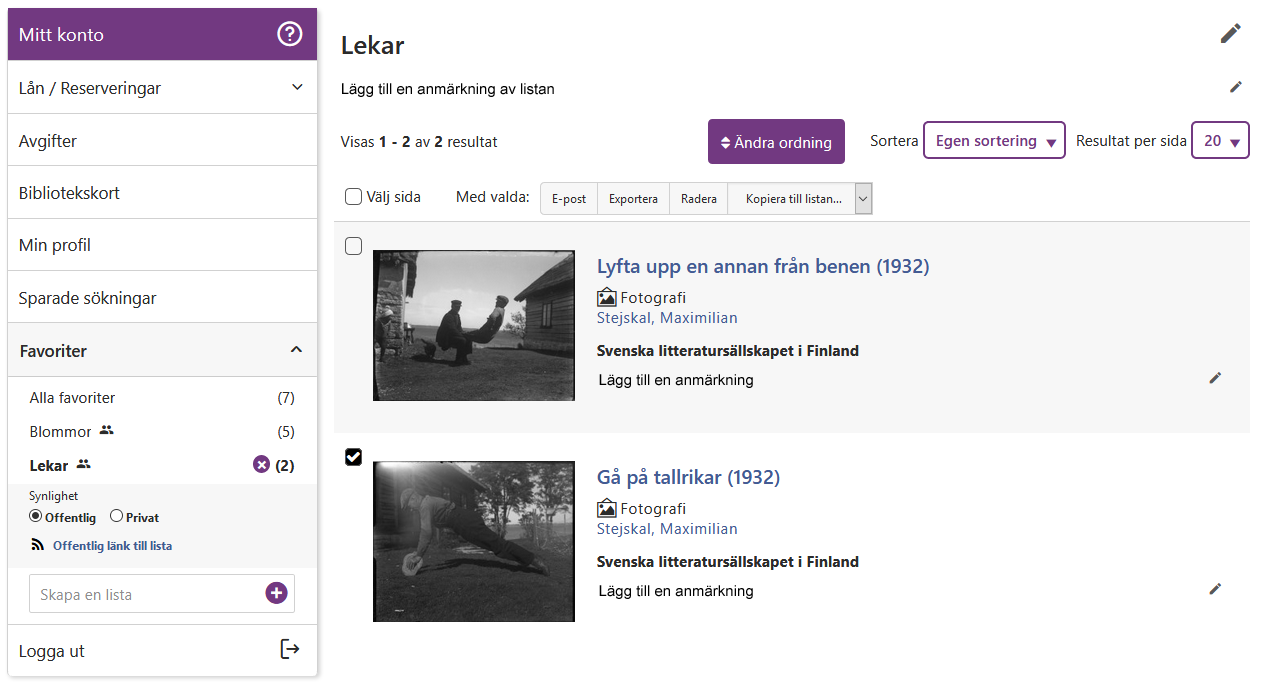 Mitt konto
Lån / Reserveringar
Avgifter
Bibliotekskort
Min profil
Sparade sökningar
Favoriter
Alla favoriter (7)
Blommor (5)
Lekar (2)
Synlighet
Offentlig Privat
Offentlig länk till lista
Skapa en lista
Logga ut
Lekar
Lägg till en anmärkning av listan
Visas 1 - 2 av 2 resultat
Ändra ordning
Sortera Egen sortering
Resultat per sida 20
Välj sida
Med valda: E-post Exportera Radera Kopiera till listan...
Lyfta upp en annan från benen (1932)
Fotografi
Stejskal, Maximilian
Svenska litteratursällskapet i Finland
Lägg till en anmärkning
Gå på tallrikar (1932)
Fotografi
Stejskal, Maximilian
Svenska litteratursällskapet i Finland
Lägg till en anmärkning